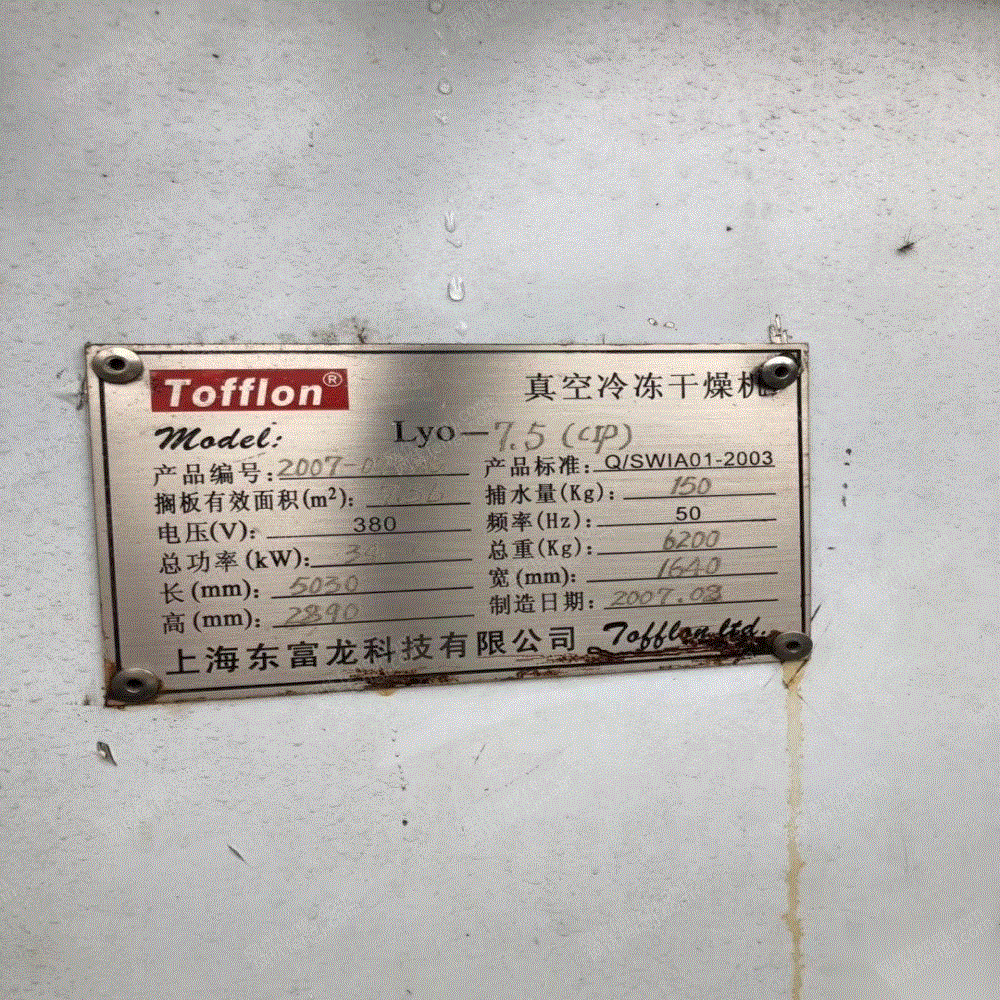 Tofflon® 真空冷冻干燥机
Model: Lyo-7.5 (CIP)
产品编号: 2007- 产品标准: Q/SWIA01-2003
搁板有效面积(m²): 捕水量(Kg): 150
电压(V): 380 频率(Hz): 50
总功率(kW): 总重(Kg): 6200
长(mm): 5030 宽(mm): 1640
高(mm): 2890 制造日期: 2007.08
上海东富龙科技有限公司 Tofflon Ltd.